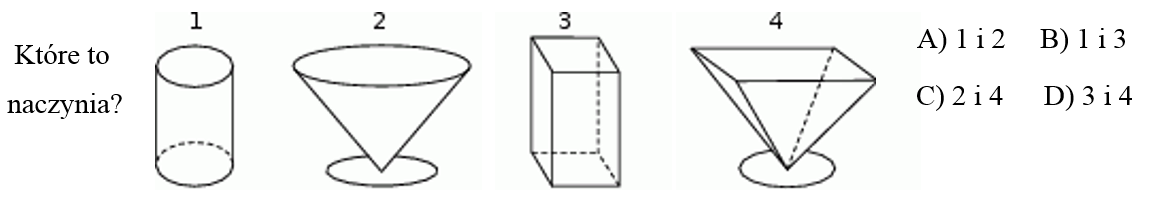 Które to
naczynia?
1 2 3 4
A) 1 i 2 B) 1 i 3
C) 2 i 4 D) 3 i 4